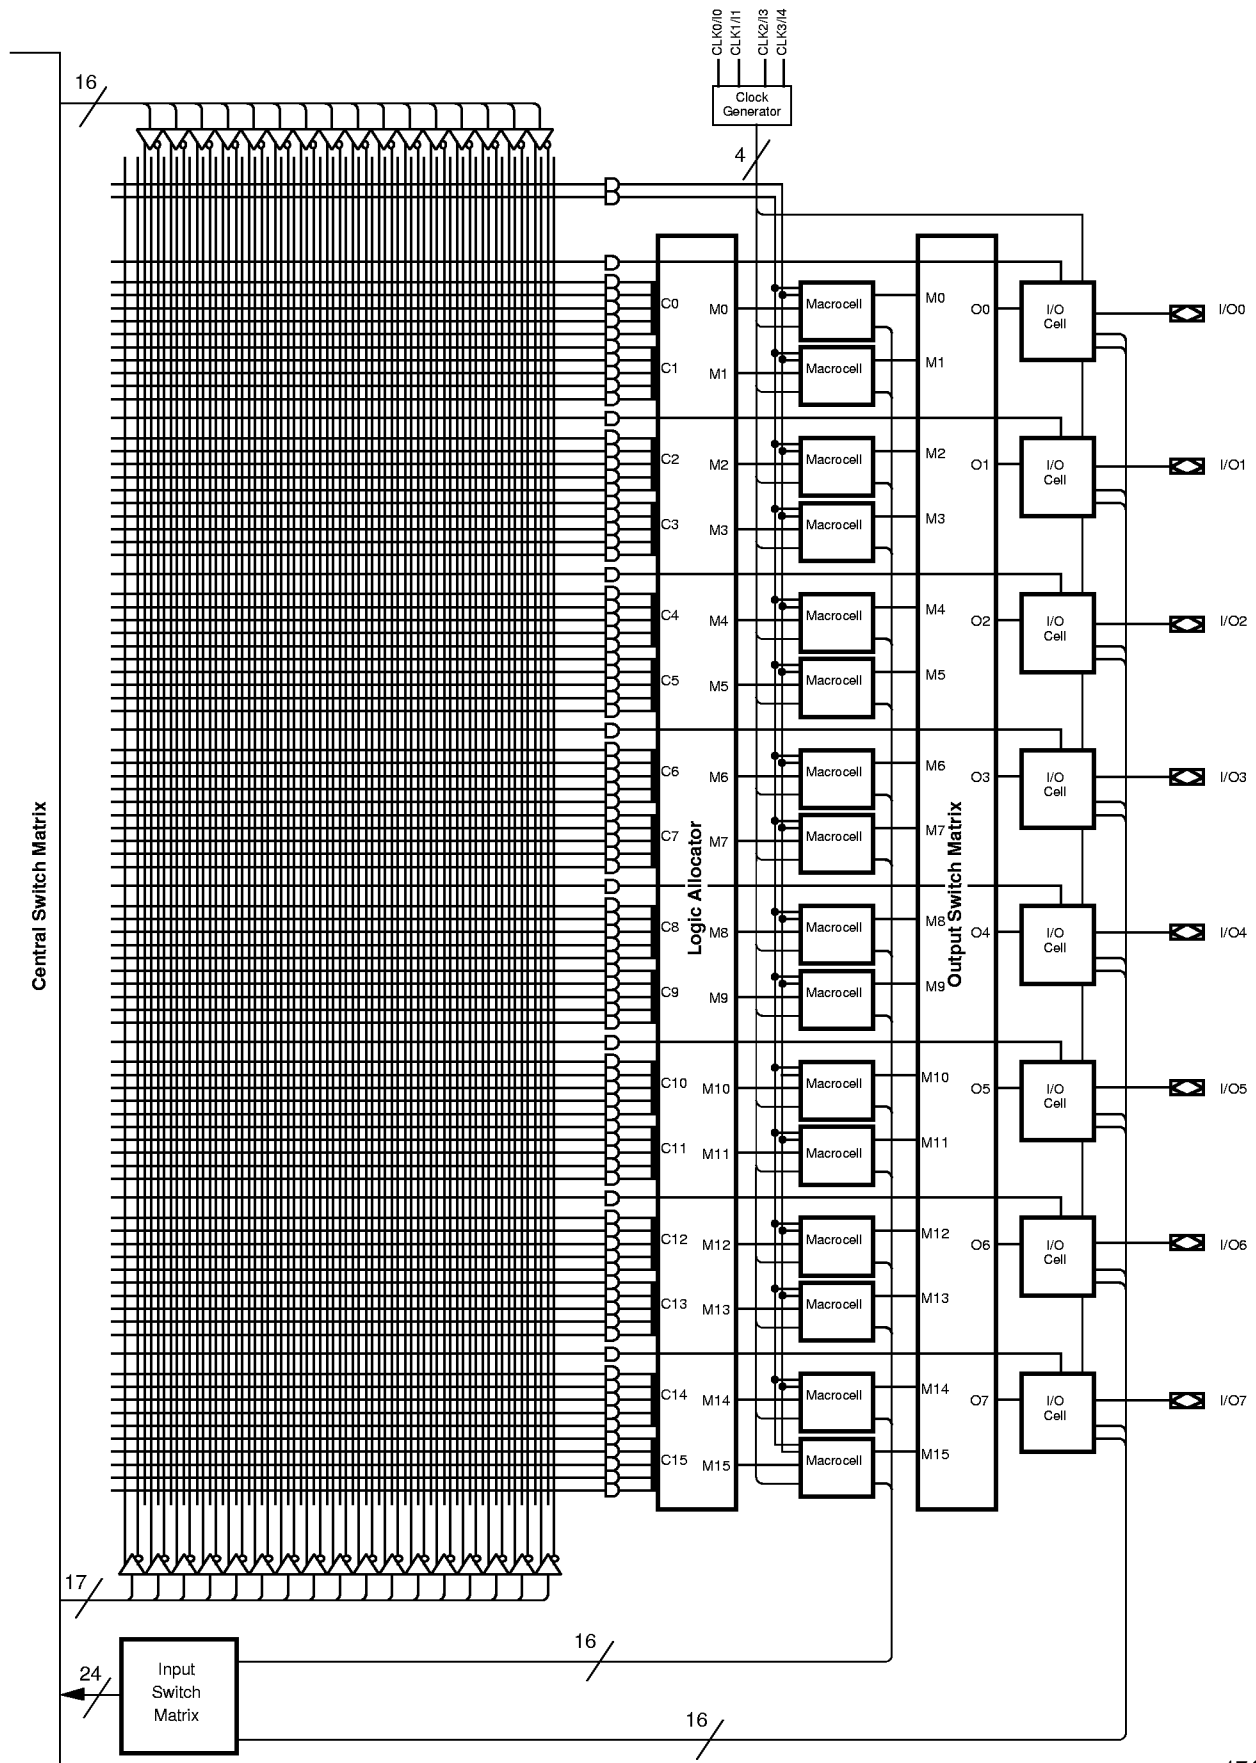 CLK0/I0
CLK1/I1
CLK2/I3
CLK3/I4
16
Clock
Generator
4
C0
M0
Macrocell
M0
O0
I/O
Cell
I/O0
C1
M1
Macrocell
M1
C2
M2
Macrocell
M2
O1
I/O
Cell
I/O1
C3
M3
Macrocell
M3
C4
M4
Macrocell
M4
O2
I/O
Cell
I/O2
C5
M5
Macrocell
M5
C6
M6
Macrocell
M6
O3
I/O
Cell
I/O3
C7
M7
Macrocell
M7
Central Switch Matrix
Logic Allocator
Output Switch Matrix
C8
M8
Macrocell
M8
O4
I/O
Cell
I/O4
C9
M9
Macrocell
M9
C10
M10
Macrocell
M10
O5
I/O
Cell
I/O5
C11
M11
Macrocell
M11
C12
M12
Macrocell
M12
O6
I/O
Cell
I/O6
C13
M13
Macrocell
M13
C14
M14
Macrocell
M14
O7
I/O
Cell
I/O7
C15
M15
Macrocell
M15
17
16
24
Input
Switch
Matrix
16